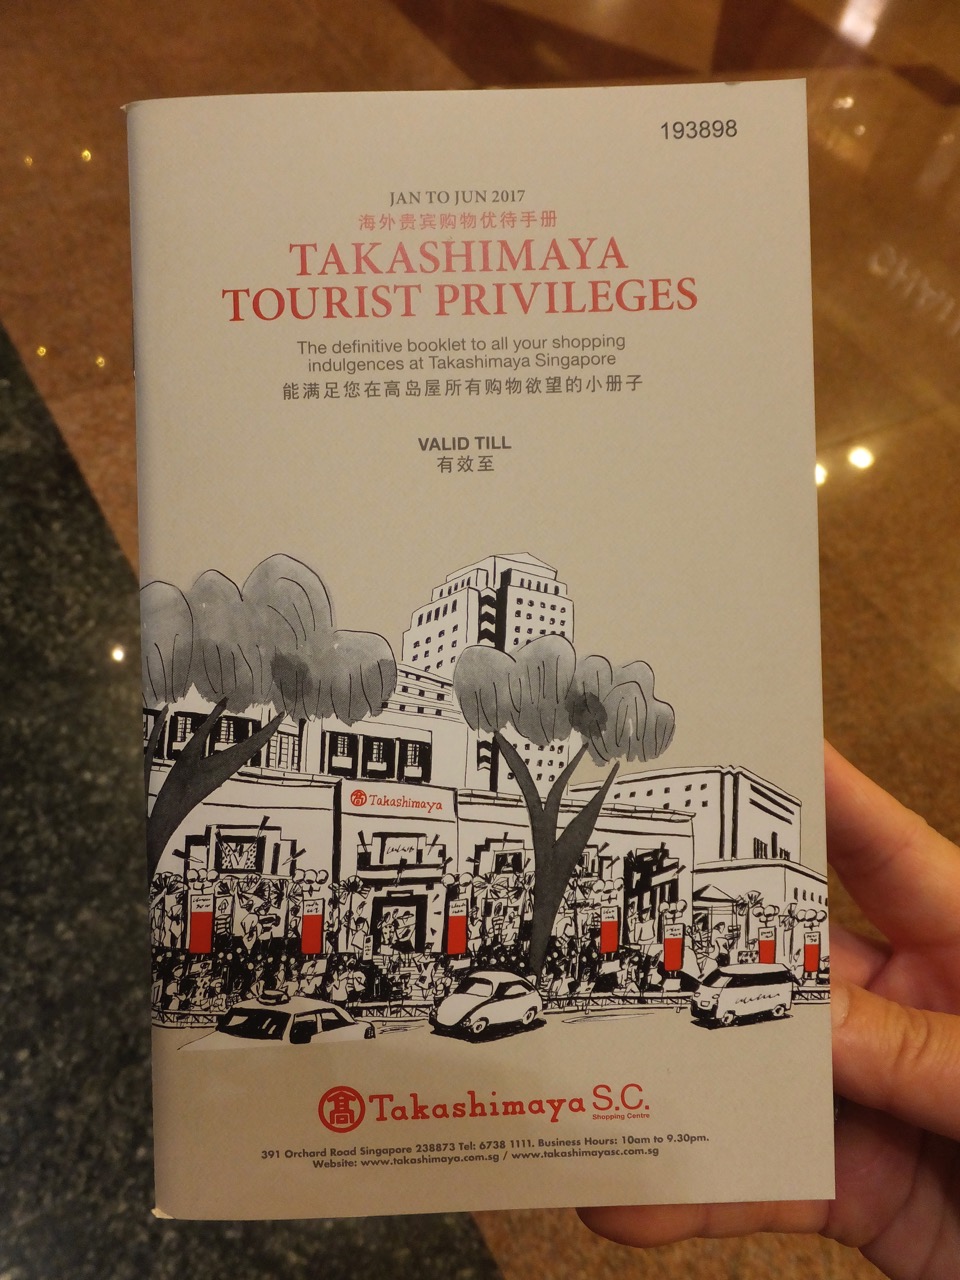 193898
JAN TO JUN 2017
海外贵宾购物优待手册
TAKASHIMAYA
TOURIST PRIVILEGES
The definitive booklet to all your shopping
indulgences at Takashimaya Singapore
能满足您在高岛屋所有购物欲望的小册子
VALID TILL
有效至
髙 Takashimaya
髙 Takashimaya S.C.
Shopping Centre
391 Orchard Road Singapore 238873 Tel: 6738 1111. Business Hours: 10am to 9.30pm.
Website: www.takashimaya.com.sg / www.takashimayasc.com.sg